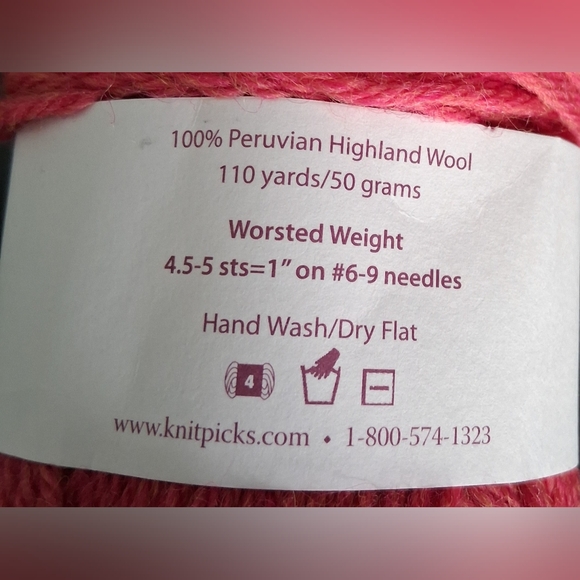 100% Peruvian Highland Wool
110 yards/50 grams
Worsted Weight
4.5-5 sts=1” on #6-9 needles
Hand Wash/Dry Flat
4
www.knitpicks.com • 1-800-574-1323